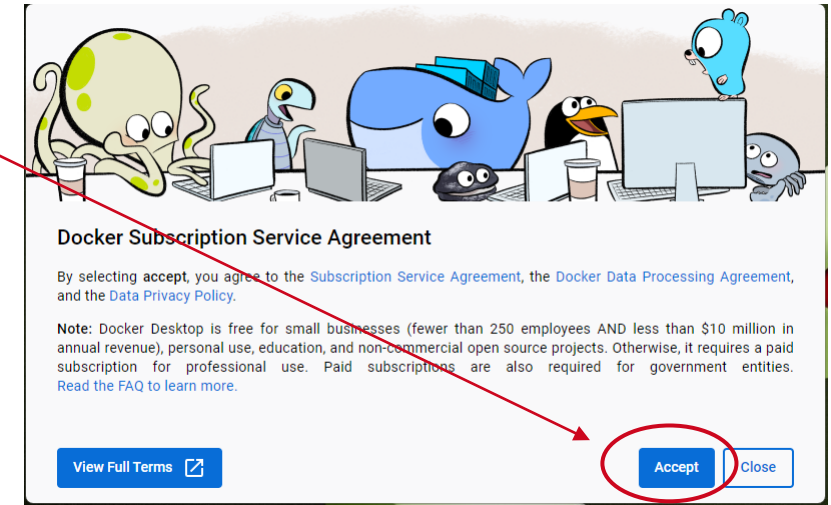 Docker Subscription Service Agreement
By selecting accept, you agree to the Subscription Service Agreement, the Docker Data Processing Agreement,
and the Data Privacy Policy.
Note: Docker Desktop is free for small businesses (fewer than 250 employees AND less than $10 million in
annual revenue), personal use, education, and non-commercial open source projects. Otherwise, it requires a paid
subscription for professional use. Paid subscriptions are also required for government entities.
Read the FAQ to learn more.
View Full Terms
Accept
Close